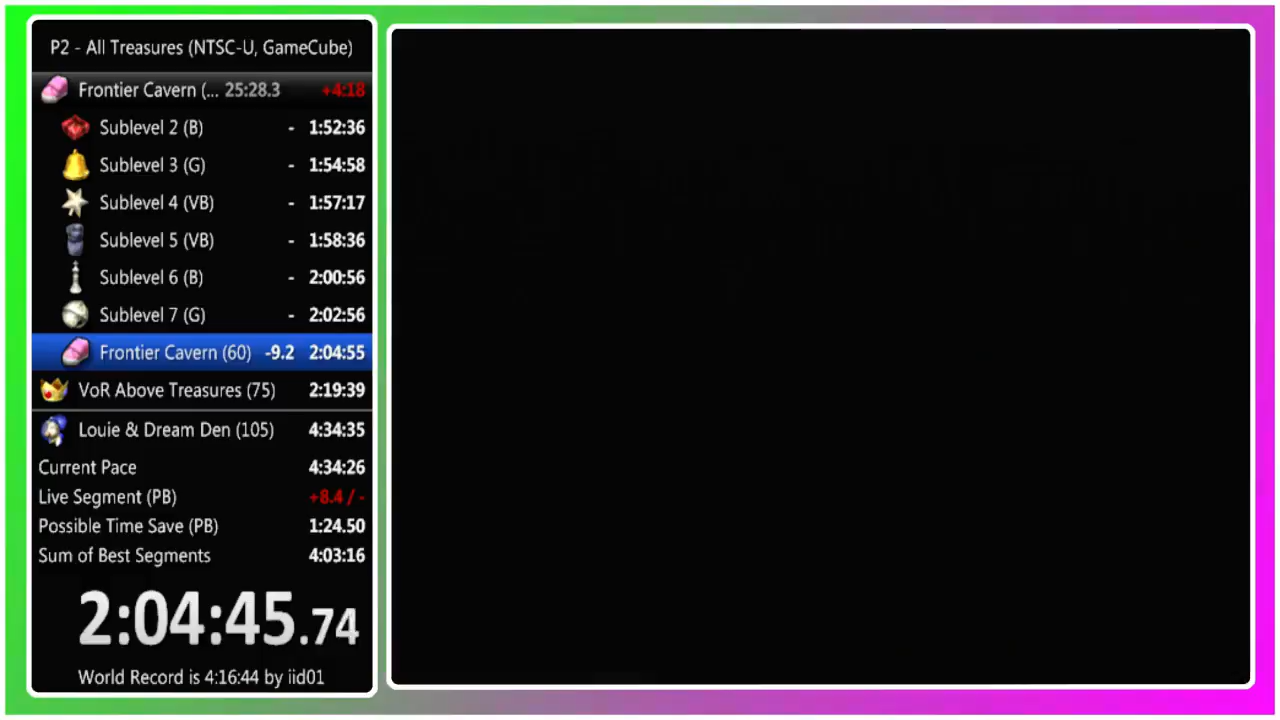 P2 - All Treasures (NTSC-U, GameCube)
Frontier Cavern (... 25:28.3 +4:18
Sublevel 2 (B) - 1:52:36
Sublevel 3 (G) - 1:54:58
Sublevel 4 (VB) - 1:57:17
Sublevel 5 (VB) - 1:58:36
Sublevel 6 (B) - 2:00:56
Sublevel 7 (G) - 2:02:56
Frontier Cavern (60) -9.2 2:04:55
VoR Above Treasures (75) 2:19:39
Louie & Dream Den (105) 4:34:35
Current Pace 4:34:26
Live Segment (PB) +8.4 / -
Possible Time Save (PB) 1:24.50
Sum of Best Segments 4:03:16
2:04:45.74
World Record is 4:16:44 by iid01